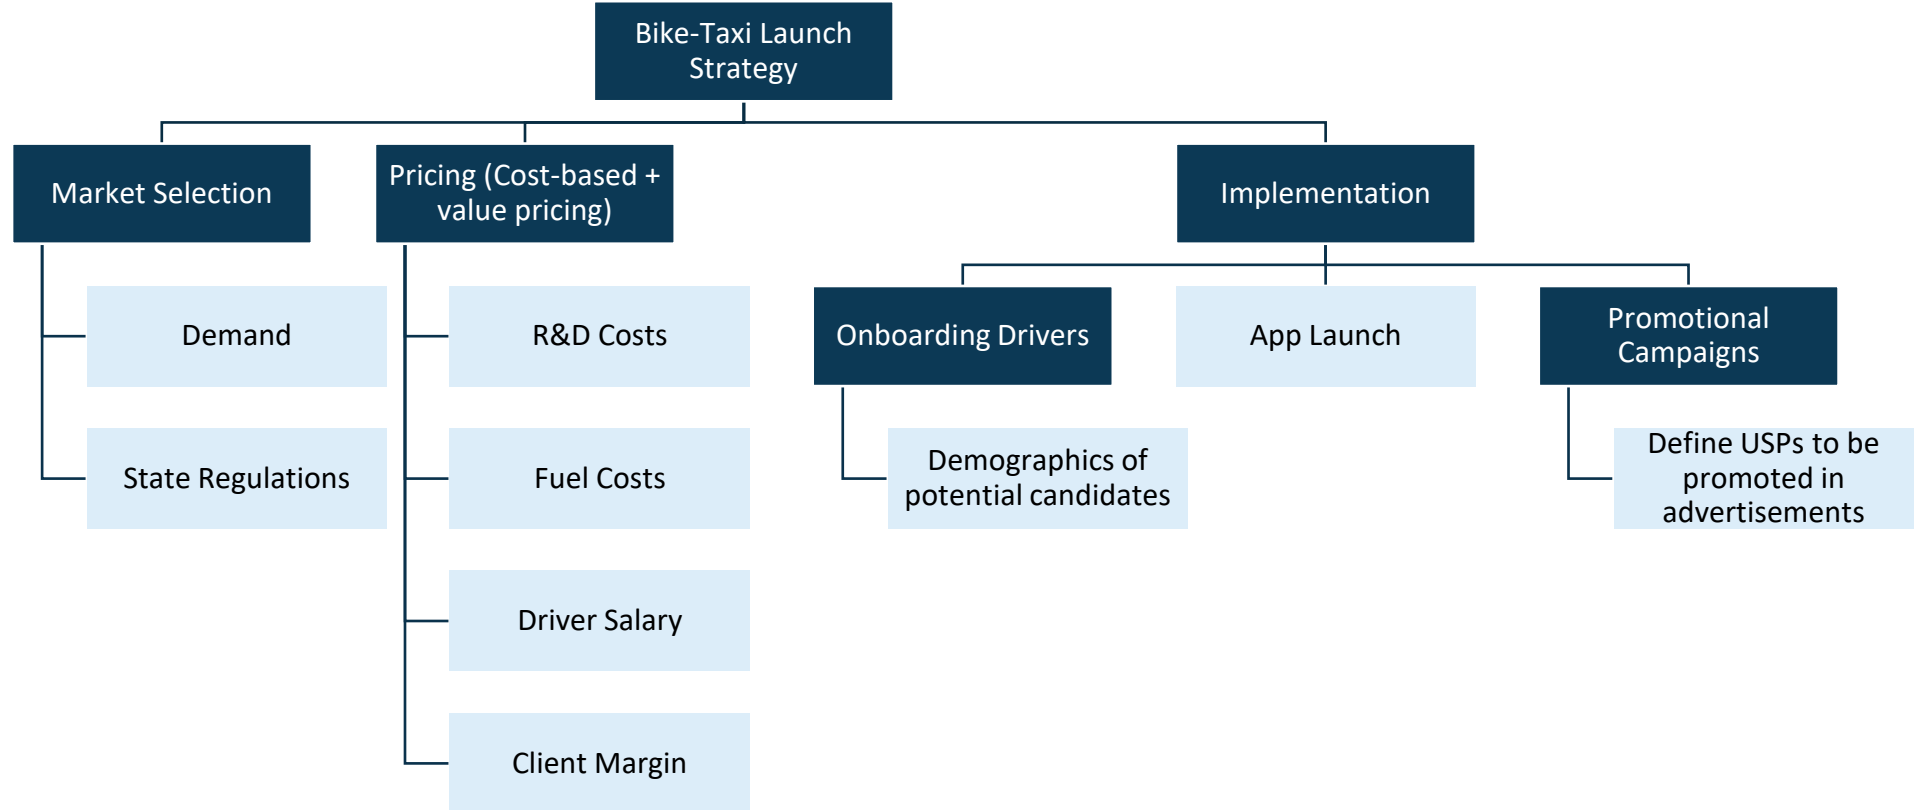 Bike-Taxi Launch
Strategy
Market Selection
Pricing (Cost-based +
value pricing)
Implementation
Demand
State Regulations
R&D Costs
Fuel Costs
Driver Salary
Client Margin
Onboarding Drivers
Demographics of
potential candidates
App Launch
Promotional
Campaigns
Define USPs to be
promoted in
advertisements